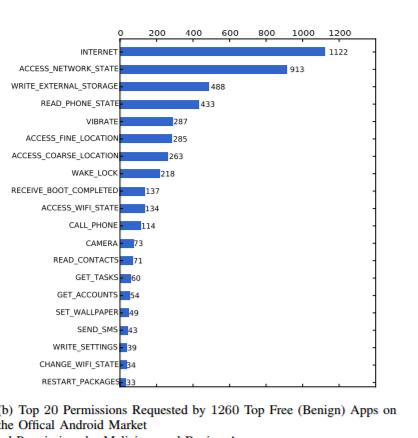 0 200 400 600 800 1000 1200
INTERNET 1122
ACCESS_NETWORK_STATE 913
WRITE_EXTERNAL_STORAGE 488
READ_PHONE_STATE 433
VIBRATE 287
ACCESS_FINE_LOCATION 285
ACCESS_COARSE_LOCATION 263
WAKE_LOCK 218
RECEIVE_BOOT_COMPLETED 137
ACCESS_WIFI_STATE 134
CALL_PHONE 114
CAMERA 73
READ_CONTACTS 71
GET_TASKS 60
GET_ACCOUNTS 54
SET_WALLPAPER 49
SEND_SMS 43
WRITE_SETTINGS 39
CHANGE_WIFI_STATE 34
RESTART_PACKAGES 33
b) Top 20 Permissions Requested by 1260 Top Free (Benign) Apps on
the Offical Android Market